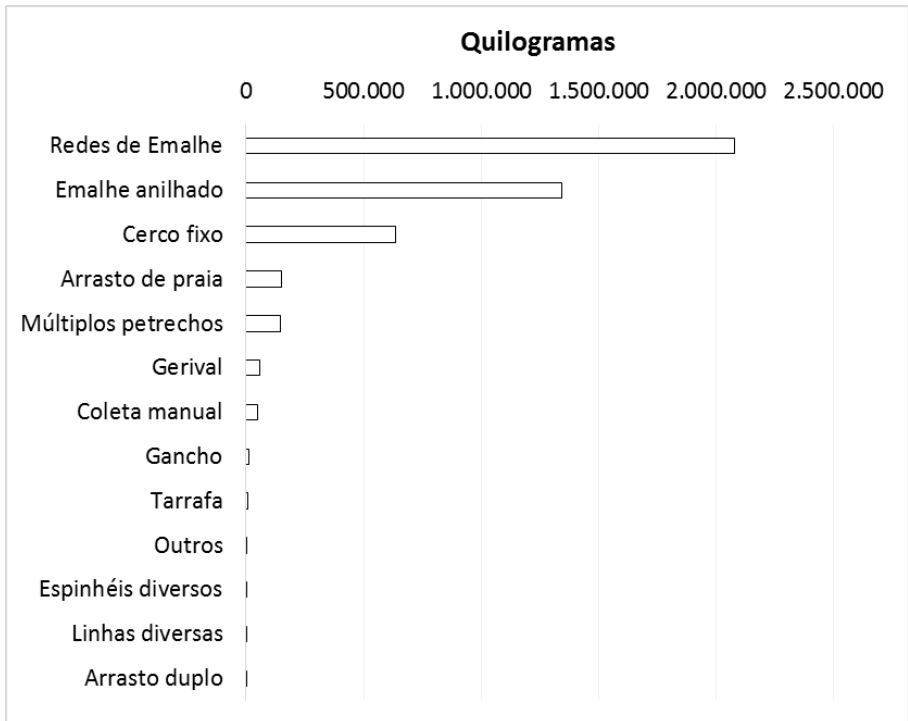 Quilogramas
0 500.000 1.000.000 1.500.000 2.000.000 2.500.000
Redes de Emalhe
Emalhe anilhado
Cerco fixo
Arrasto de praia
Múltiplos petrechos
Gerival
Coleta manual
Gancho
Tarrafa
Outros
Espinhéis diversos
Linhas diversas
Arrasto duplo